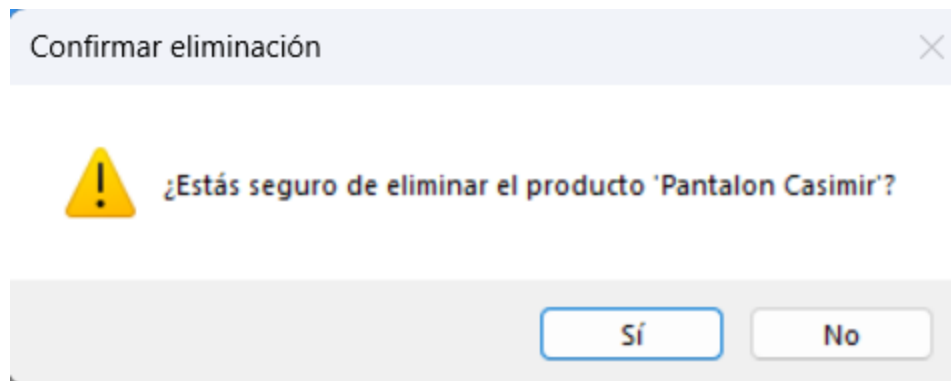 Confirmar eliminación
¿Estás seguro de eliminar el producto 'Pantalon Casimir'?
Sí
No